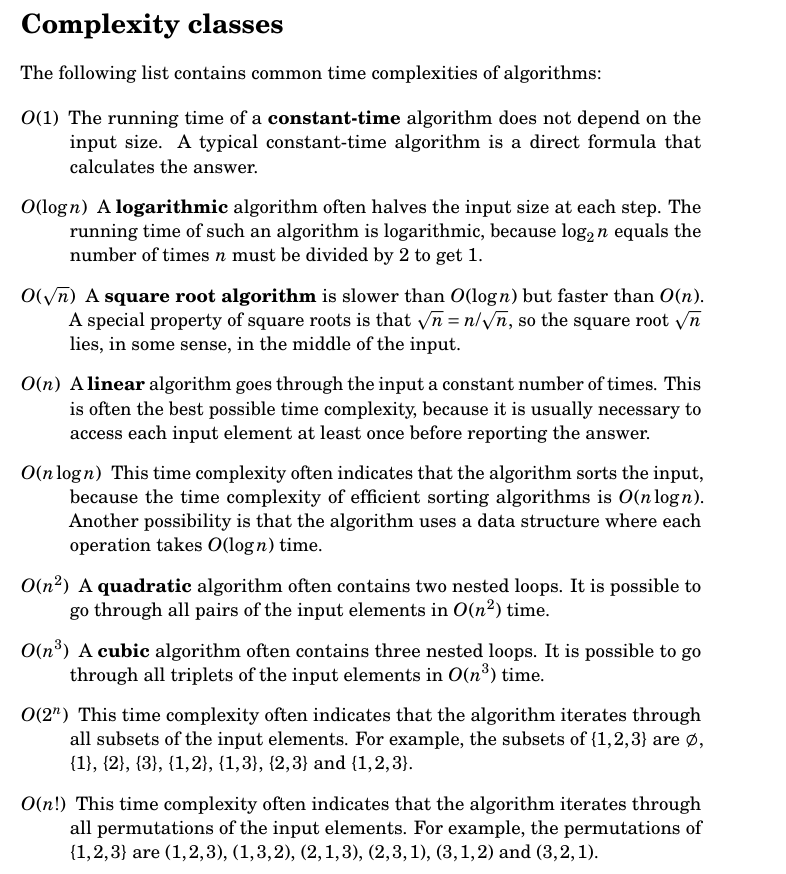 Complexity classes
The following list contains common time complexities of algorithms:
O(1) The running time of a constant-time algorithm does not depend on the
input size. A typical constant-time algorithm is a direct formula that
calculates the answer.
O(log n) A logarithmic algorithm often halves the input size at each step. The
running time of such an algorithm is logarithmic, because log₂ n equals the
number of times n must be divided by 2 to get 1.
O(√n) A square root algorithm is slower than O(log n) but faster than O(n).
A special property of square roots is that √n = n/√n, so the square root √n
lies, in some sense, in the middle of the input.
O(n) A linear algorithm goes through the input a constant number of times. This
is often the best possible time complexity, because it is usually necessary to
access each input element at least once before reporting the answer.
O(n log n) This time complexity often indicates that the algorithm sorts the input,
because the time complexity of efficient sorting algorithms is O(n log n).
Another possibility is that the algorithm uses a data structure where each
operation takes O(log n) time.
O(n²) A quadratic algorithm often contains two nested loops. It is possible to
go through all pairs of the input elements in O(n²) time.
O(n³) A cubic algorithm often contains three nested loops. It is possible to go
through all triplets of the input elements in O(n³) time.
O(2ⁿ) This time complexity often indicates that the algorithm iterates through
all subsets of the input elements. For example, the subsets of {1,2,3} are ∅,
{1}, {2}, {3}, {1,2}, {1,3}, {2,3} and {1,2,3}.
O(n!) This time complexity often indicates that the algorithm iterates through
all permutations of the input elements. For example, the permutations of
{1,2,3} are (1,2,3), (1,3,2), (2,1,3), (2,3,1), (3,1,2) and (3,2,1).